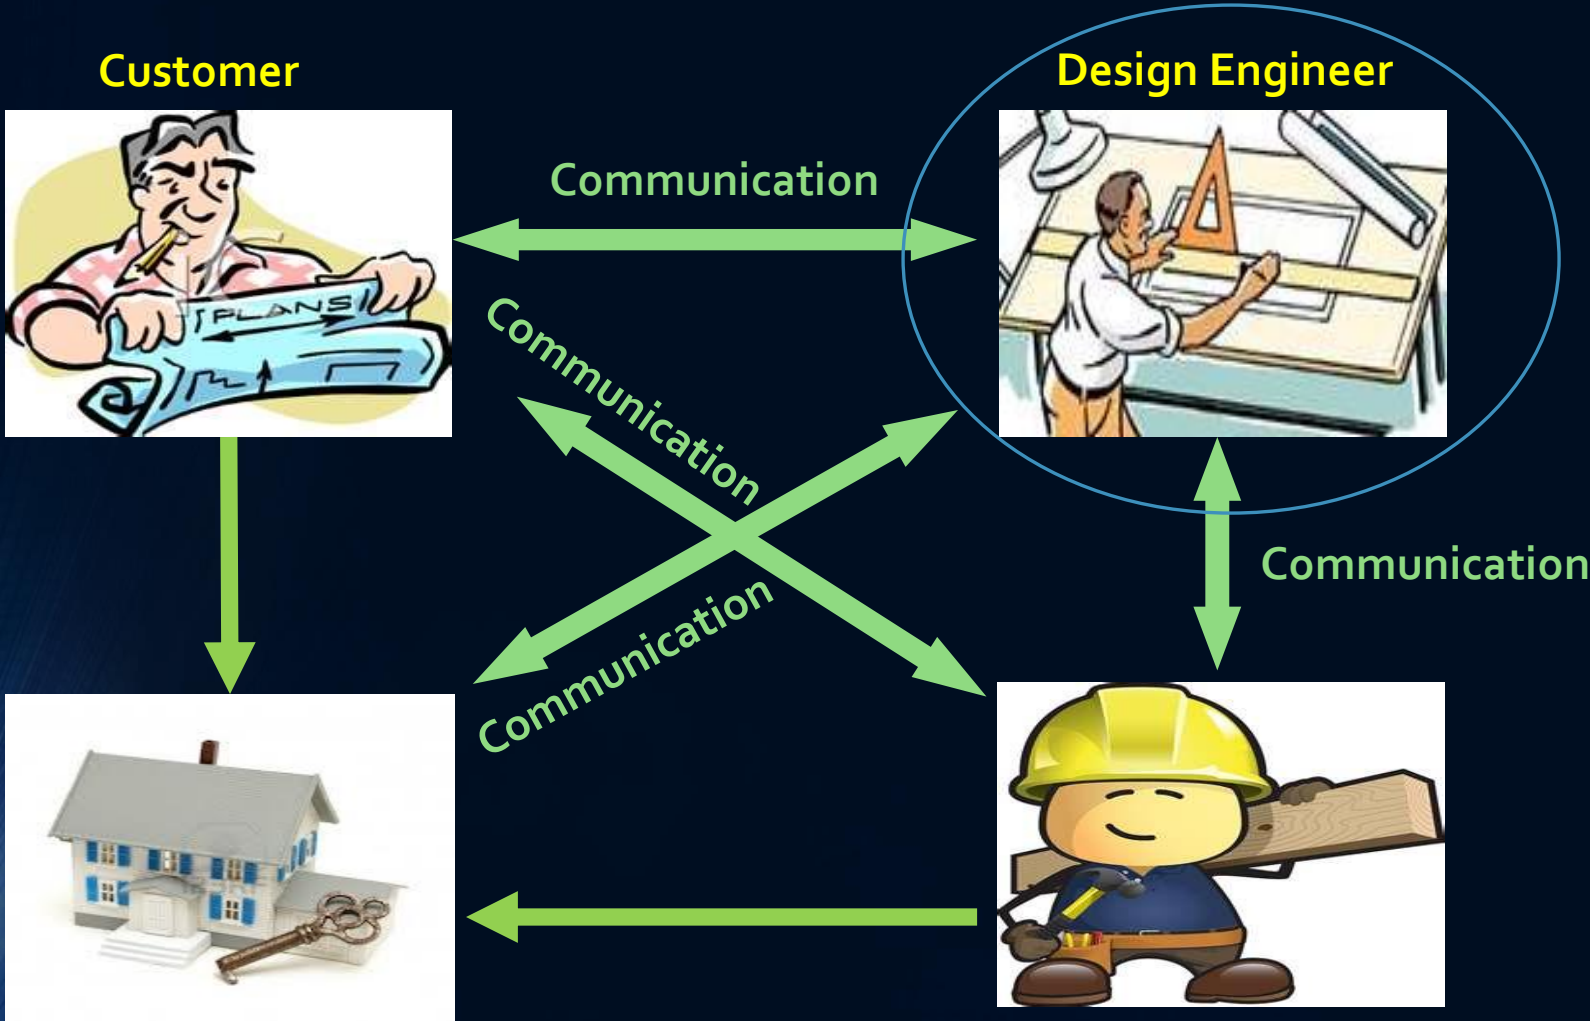 Customer
Design Engineer
Communication
PLANS
Communication
Communication
Communication